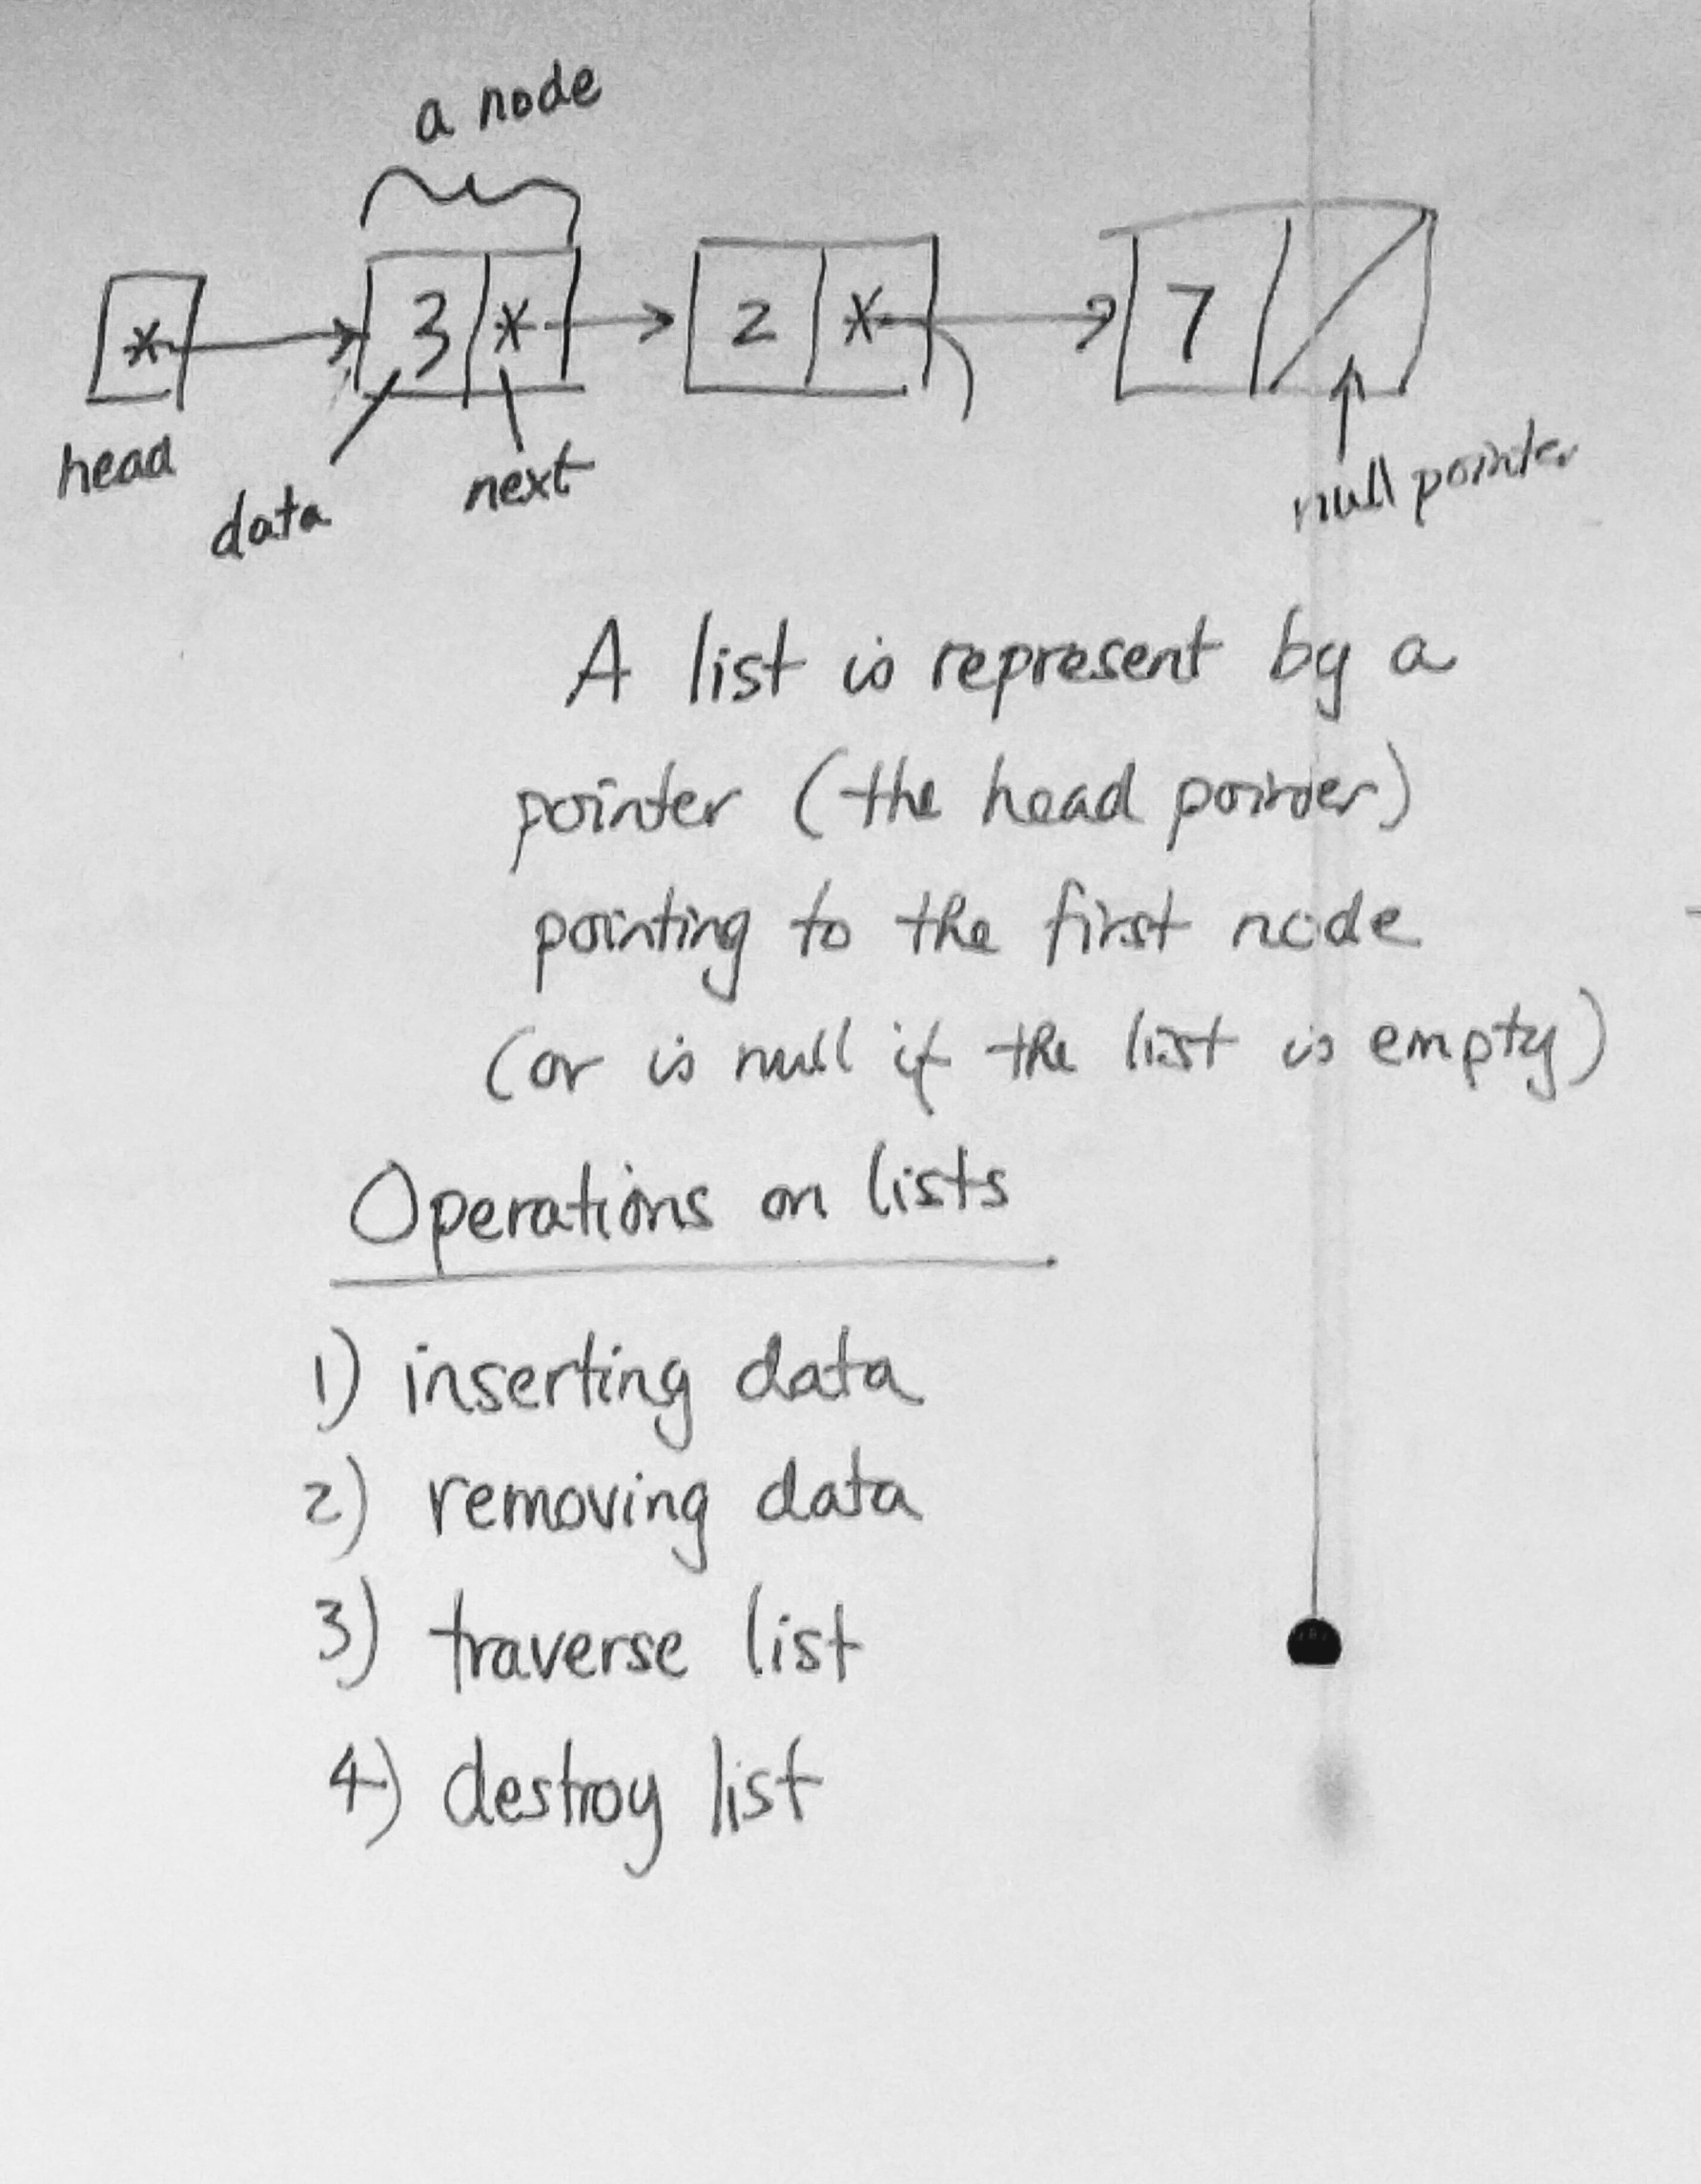 a node
* 3 * 2 * 7
head
data
next
null pointer
A list is represent by a
pointer (the head pointer)
pointing to the first node
(or is null if the list is empty)
Operations on lists
1) inserting data
2) removing data
3) traverse list
4) destroy list